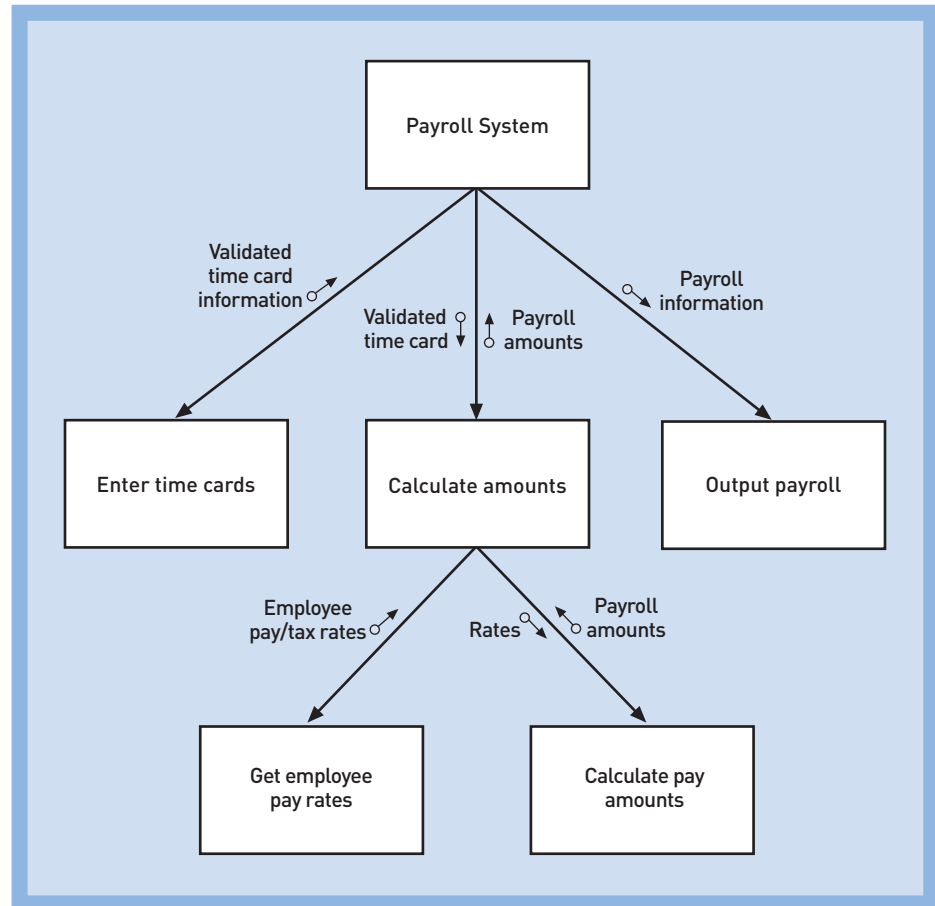 Payroll System
Validated
time card
information
Validated
time card
Payroll
amounts
Payroll
information
Enter time cards
Calculate amounts
Output payroll
Employee
pay/tax rates
Rates
Payroll
amounts
Get employee
pay rates
Calculate pay
amounts